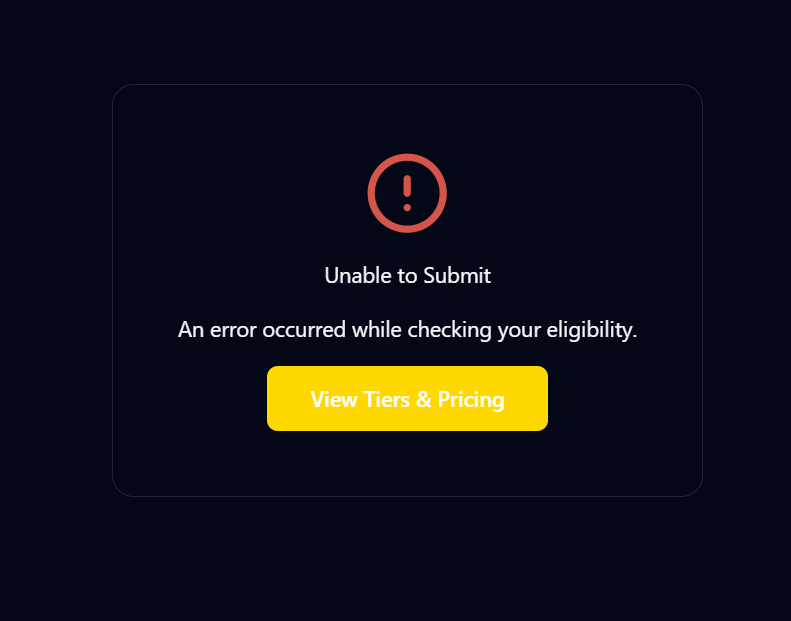 Unable to Submit
An error occurred while checking your eligibility.
View Tiers & Pricing